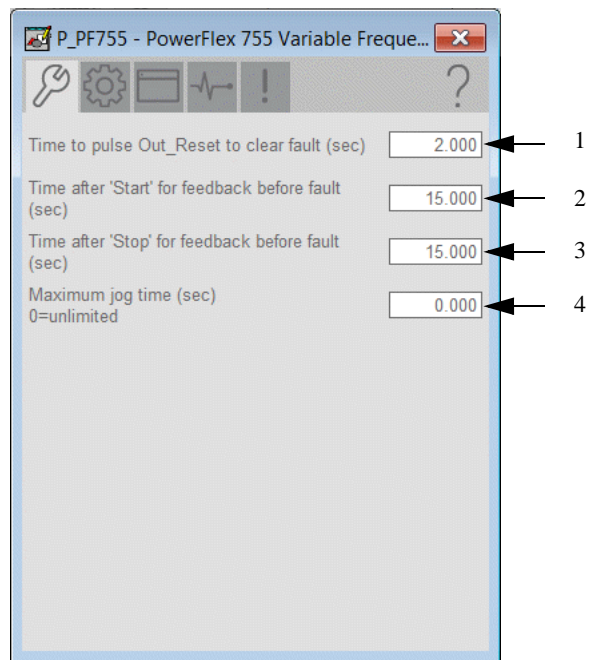 P_PF755 - PowerFlex 755 Variable Freque...
?
Time to pulse Out_Reset to clear fault (sec) 2.000 1
Time after 'Start' for feedback before fault
(sec) 15.000 2
Time after 'Stop' for feedback before fault
(sec) 15.000 3
Maximum jog time (sec)
0=unlimited 0.000 4